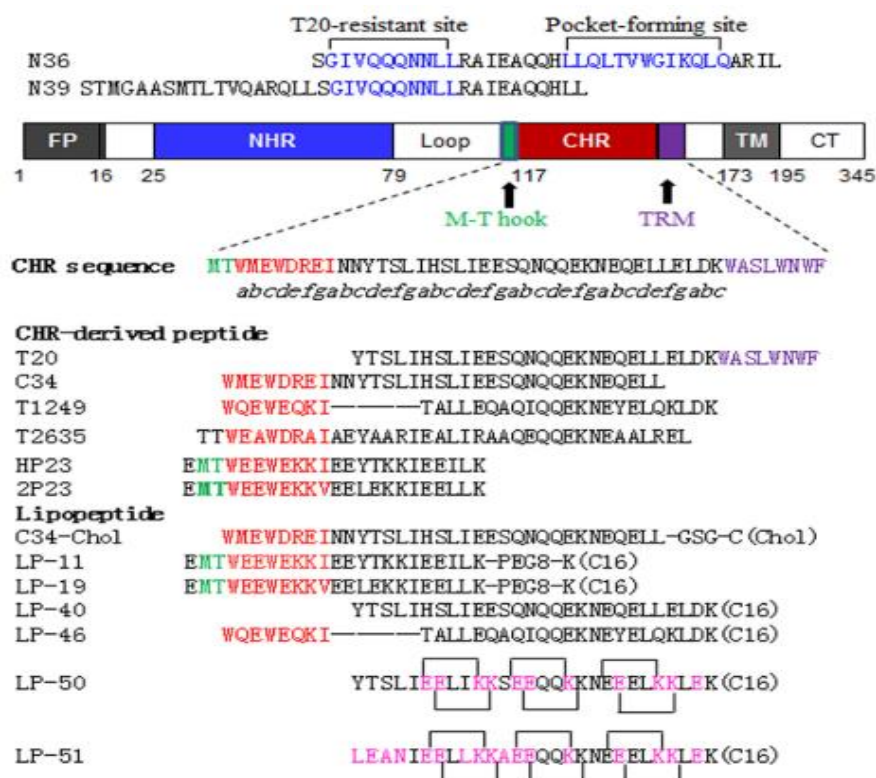 T20-resistant site Pocket-forming site
N36 SGIVQQQNNLLRAIEAQQHLLQLTVWGIKQLQARIL
N39 STMGAASMTLTVQARQLLSGIVQQQNNLLRAIEAQQHLL
FP NHR Loop CHR TM CT
1 16 25 79 117 173 195 345
M-T hook TRM
CHR sequence MTWMEWDREINNYTSLIHSLIEESQNQQEKNEQELLELDKWASLWNWF
abcdefgabcdefgabcdefgabcdefgabcdefgabc
CHR-derived peptide
T20 YTSLIHSLIEESQNQQEKNEQELLELDKWASLWNWF
C34 WMEWDREINNYTSLIHSLIEESQNQQEKNEQELL
T1249 WQEWEQKI————TALLEQAQIQQEKNEYELQKLDK
T2635 TTWEAWDRAIAEYAARIEALIRAAQEQQEKNEAALREL
HP23 EMTWEEWEKKIEEYTKKIEEILK
2P23 EMTWEEWEKKVEELEKKIEELLK
Lipopeptide
C34-Chol WMEWDREINNYTSLIHSLIEESQNQQEKNEQELL-GSG-C(Chol)
LP-11 EMTWEEWEKKIEEYTKKIEEILK-PEG8-K(C16)
LP-19 EMTWEEWEKKVEELEKKIEELLK-PEG8-K(C16)
LP-40 YTSLIHSLIEESQNQQEKNEQELLELDK(C16)
LP-46 WQEWEQKI————TALLEQAQIQQEKNEYELQKLDK(C16)
LP-50 YTSLIEELIKKSEEQQKKNEEELKKLEK(C16)
LP-51 LEANIEELLKKAEEQQKKNEEELKKLEK(C16)